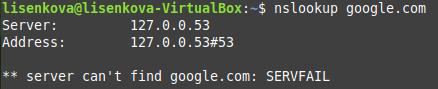 lisenkova@lisenkova-VirtualBox:~$ nslookup google.com
Server:		127.0.0.53
Address:	127.0.0.53#53

** server can't find google.com: SERVFAIL